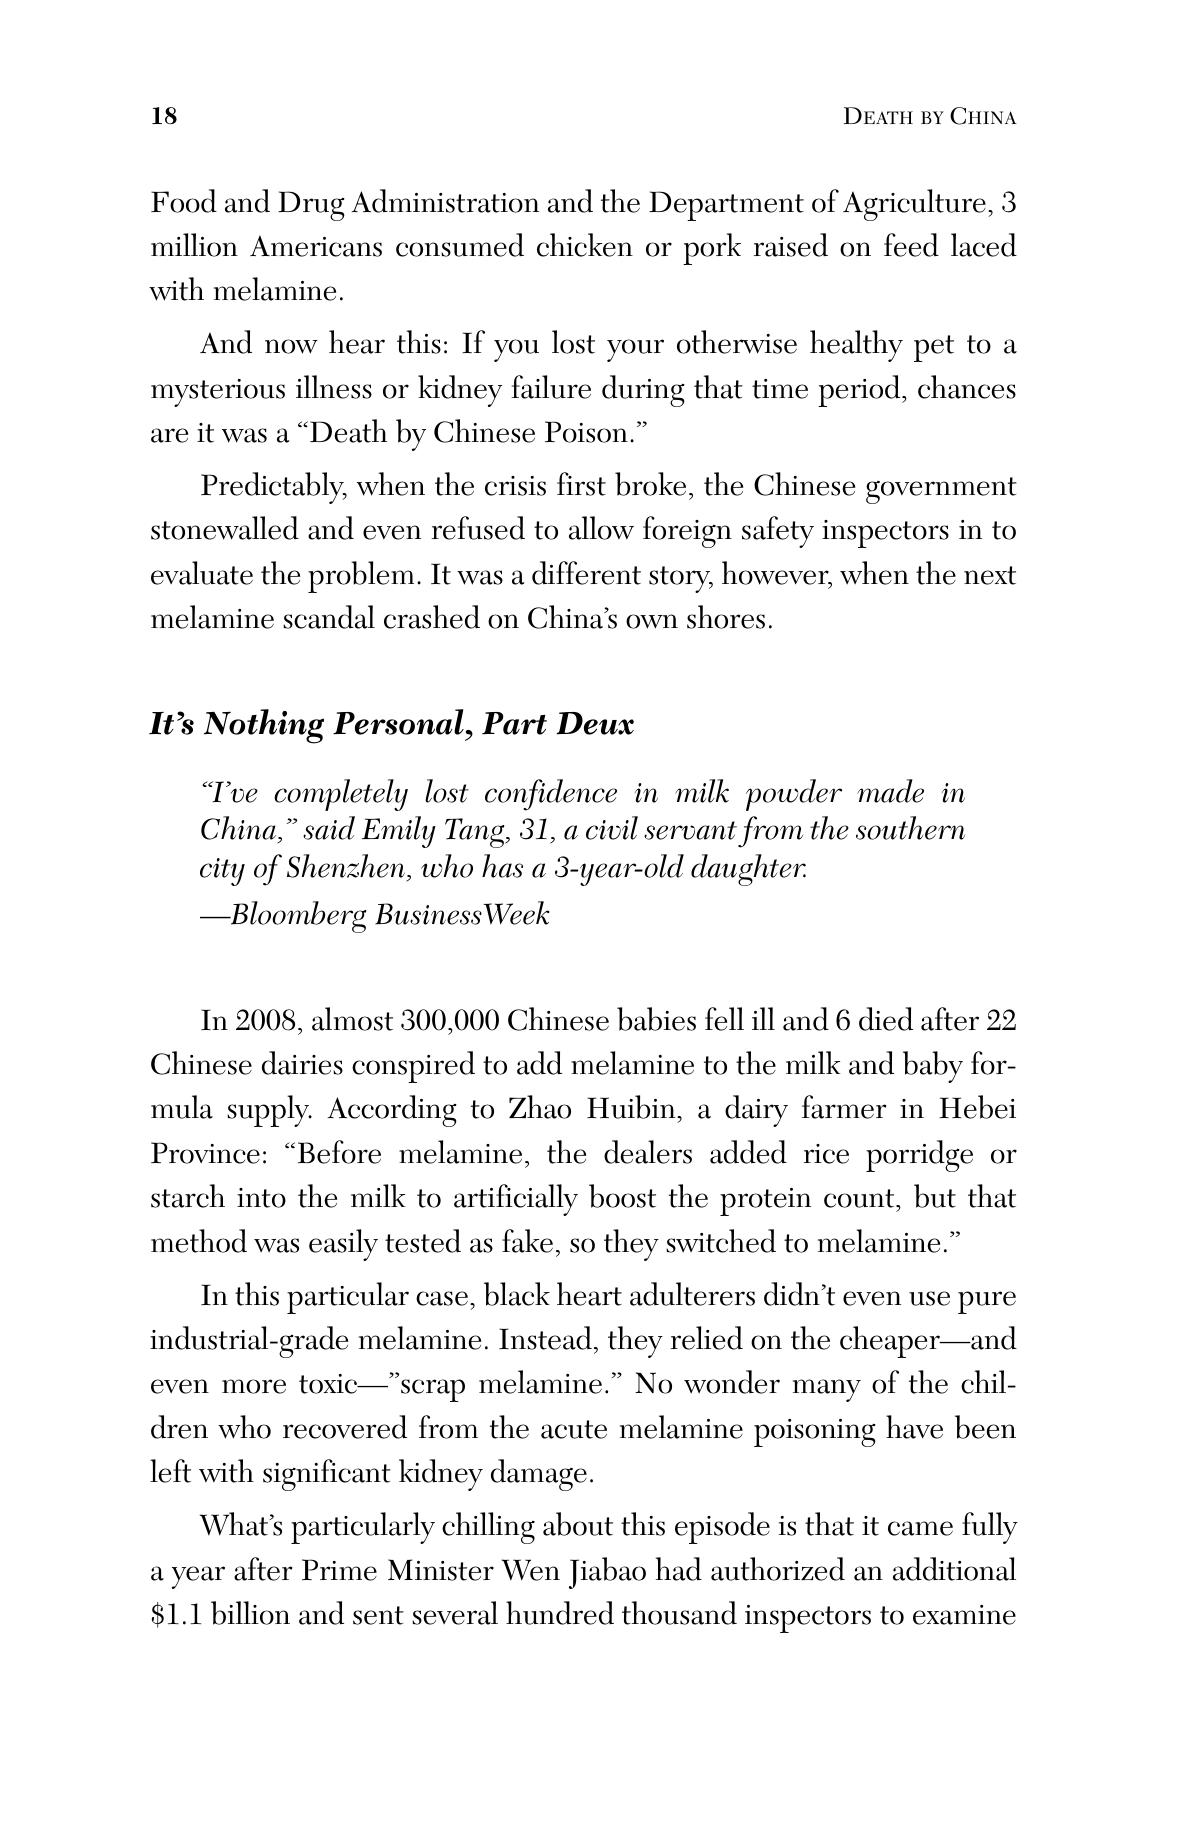 18 DEATH BY CHINA
Food and Drug Administration and the Department of Agriculture, 3
million Americans consumed chicken or pork raised on feed laced
with melamine.
And now hear this: If you lost your otherwise healthy pet to a
mysterious illness or kidney failure during that time period, chances
are it was a “Death by Chinese Poison.”
Predictably, when the crisis first broke, the Chinese government
stonewalled and even refused to allow foreign safety inspectors in to
evaluate the problem. It was a different story, however, when the next
melamine scandal crashed on China’s own shores.
It’s Nothing Personal, Part Deux
“I’ve completely lost confidence in milk powder made in
China,” said Emily Tang, 31, a civil servant from the southern
city of Shenzhen, who has a 3-year-old daughter.
—Bloomberg BusinessWeek
In 2008, almost 300,000 Chinese babies fell ill and 6 died after 22
Chinese dairies conspired to add melamine to the milk and baby for-
mula supply. According to Zhao Huibin, a dairy farmer in Hebei
Province: “Before melamine, the dealers added rice porridge or
starch into the milk to artificially boost the protein count, but that
method was easily tested as fake, so they switched to melamine.”
In this particular case, black heart adulterers didn’t even use pure
industrial-grade melamine. Instead, they relied on the cheaper—and
even more toxic—”scrap melamine.” No wonder many of the chil-
dren who recovered from the acute melamine poisoning have been
left with significant kidney damage.
What’s particularly chilling about this episode is that it came fully
a year after Prime Minister Wen Jiabao had authorized an additional
$1.1 billion and sent several hundred thousand inspectors to examine